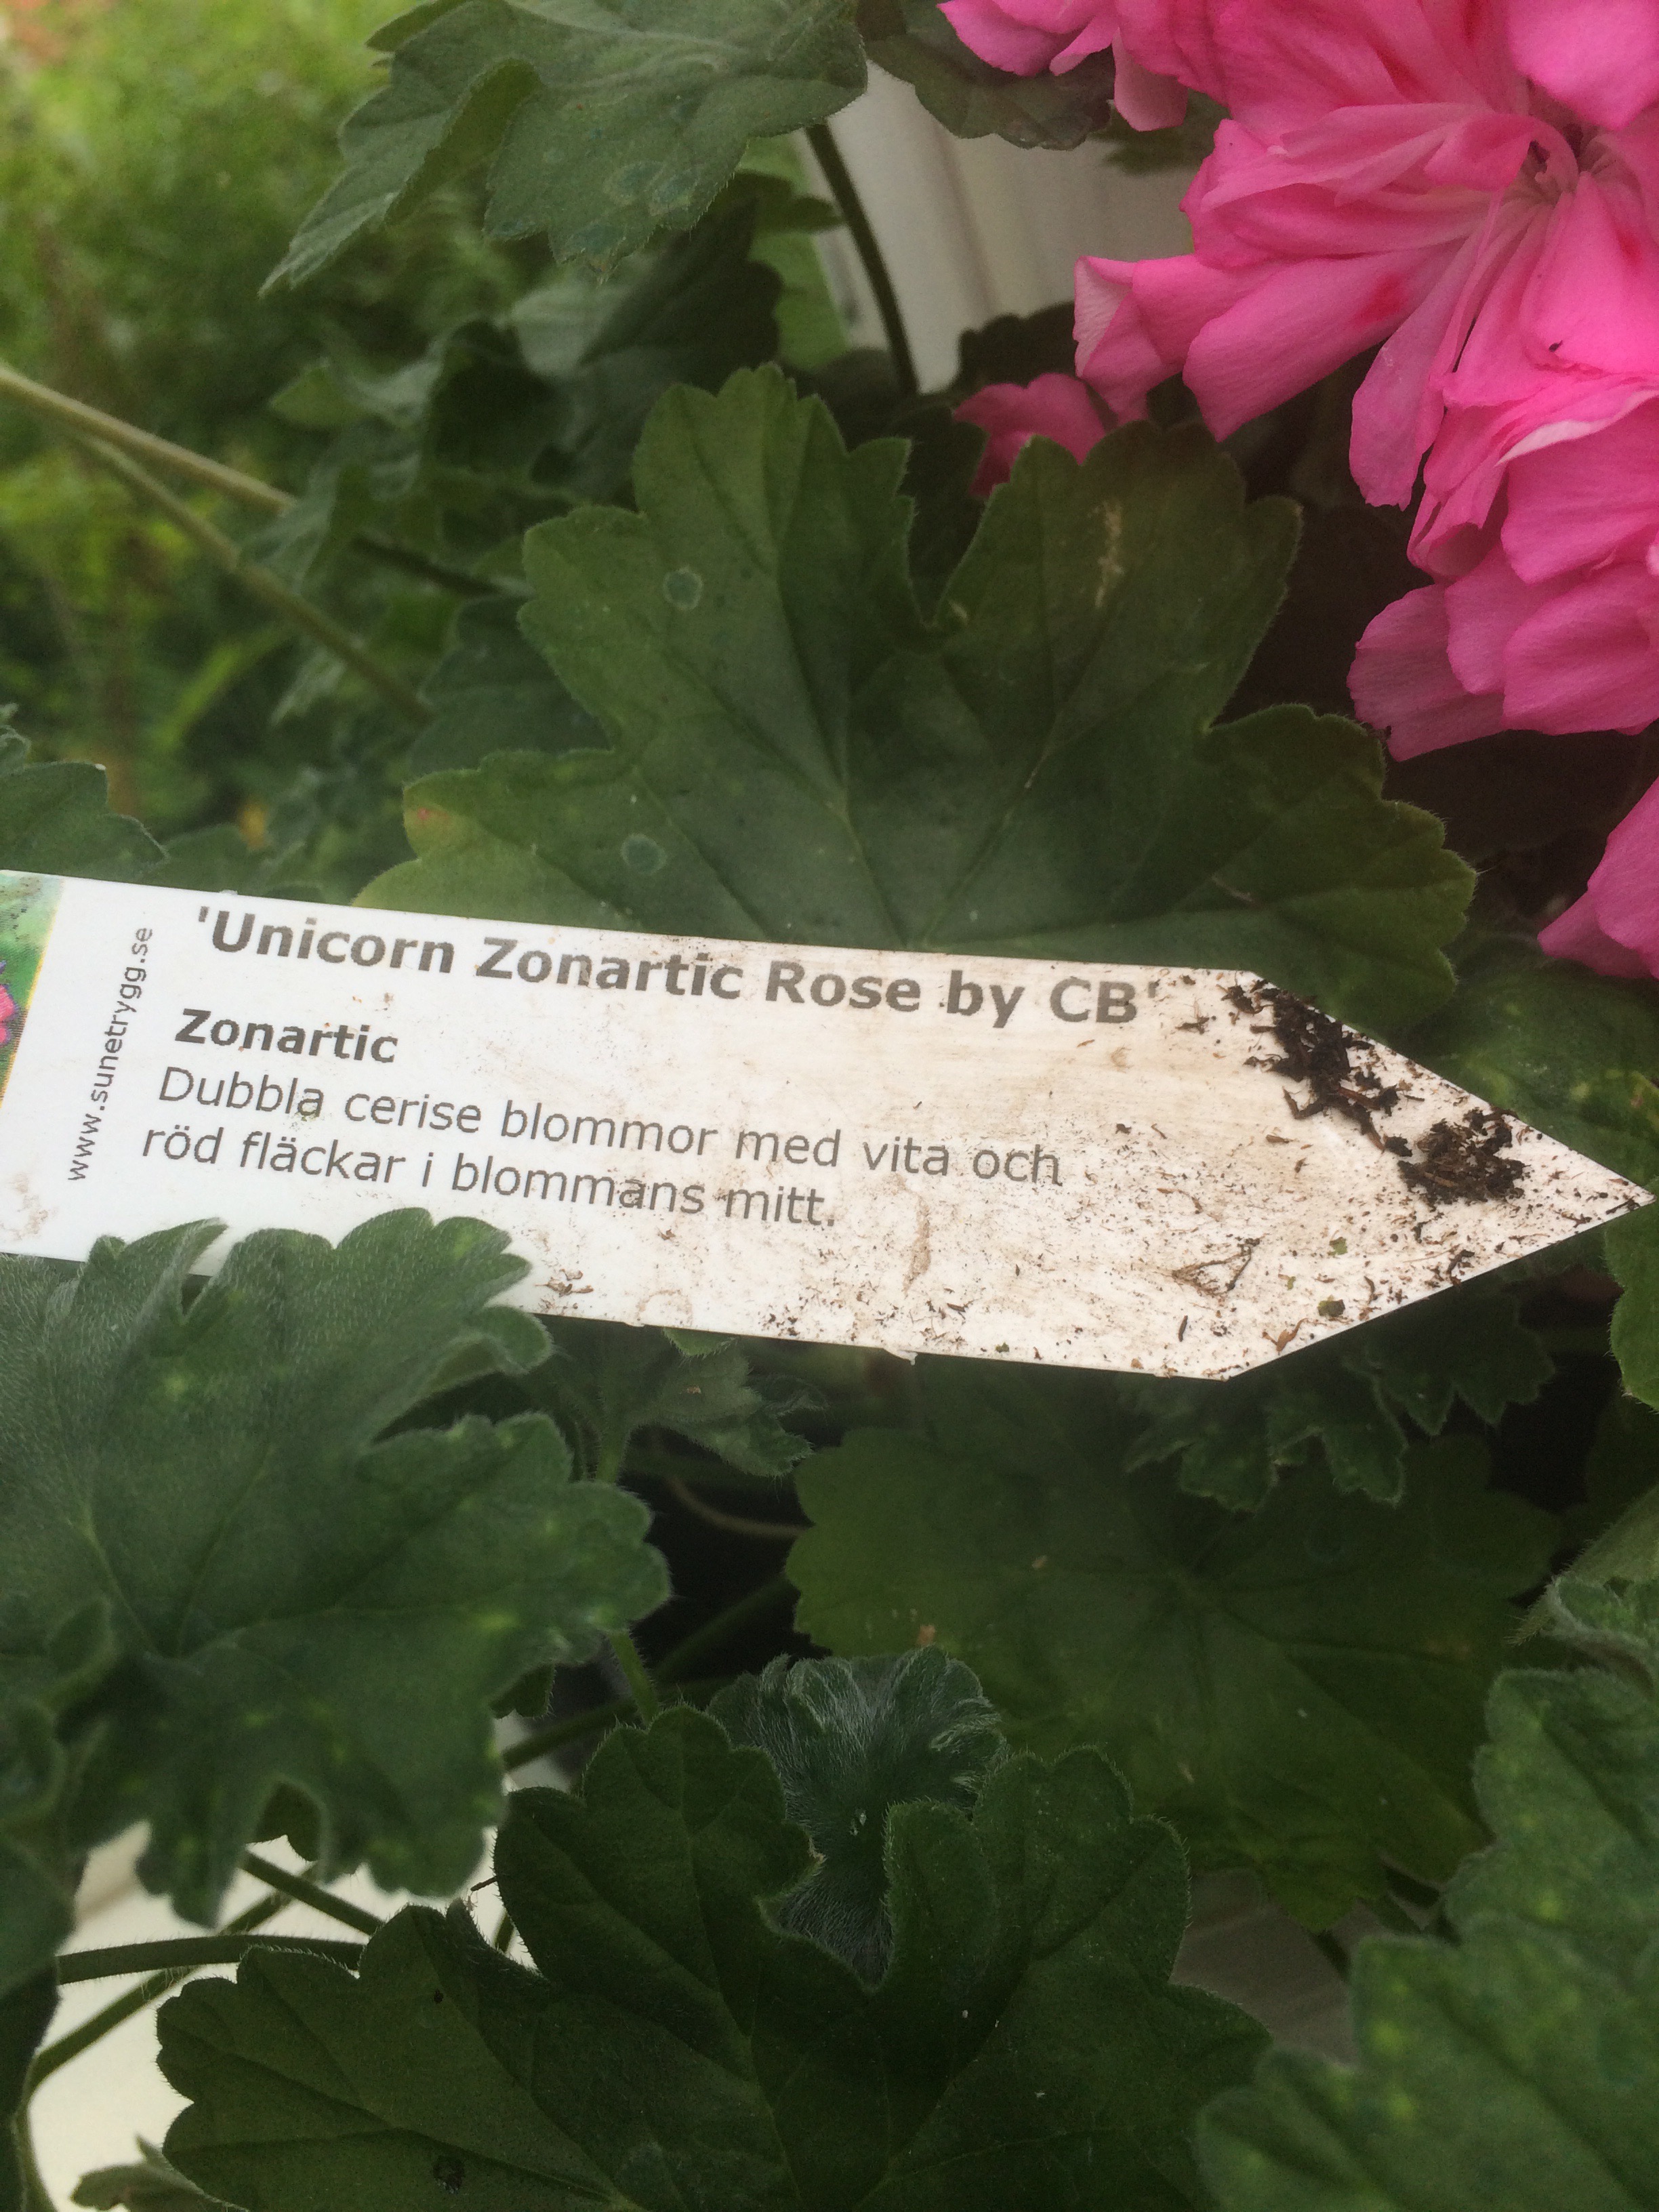 'Unicorn Zonartic Rose by CB'
Zonartic
Dubbla cerise blommor med vita och
röd fläckar i blommans mitt.
www.sunetrygg.se